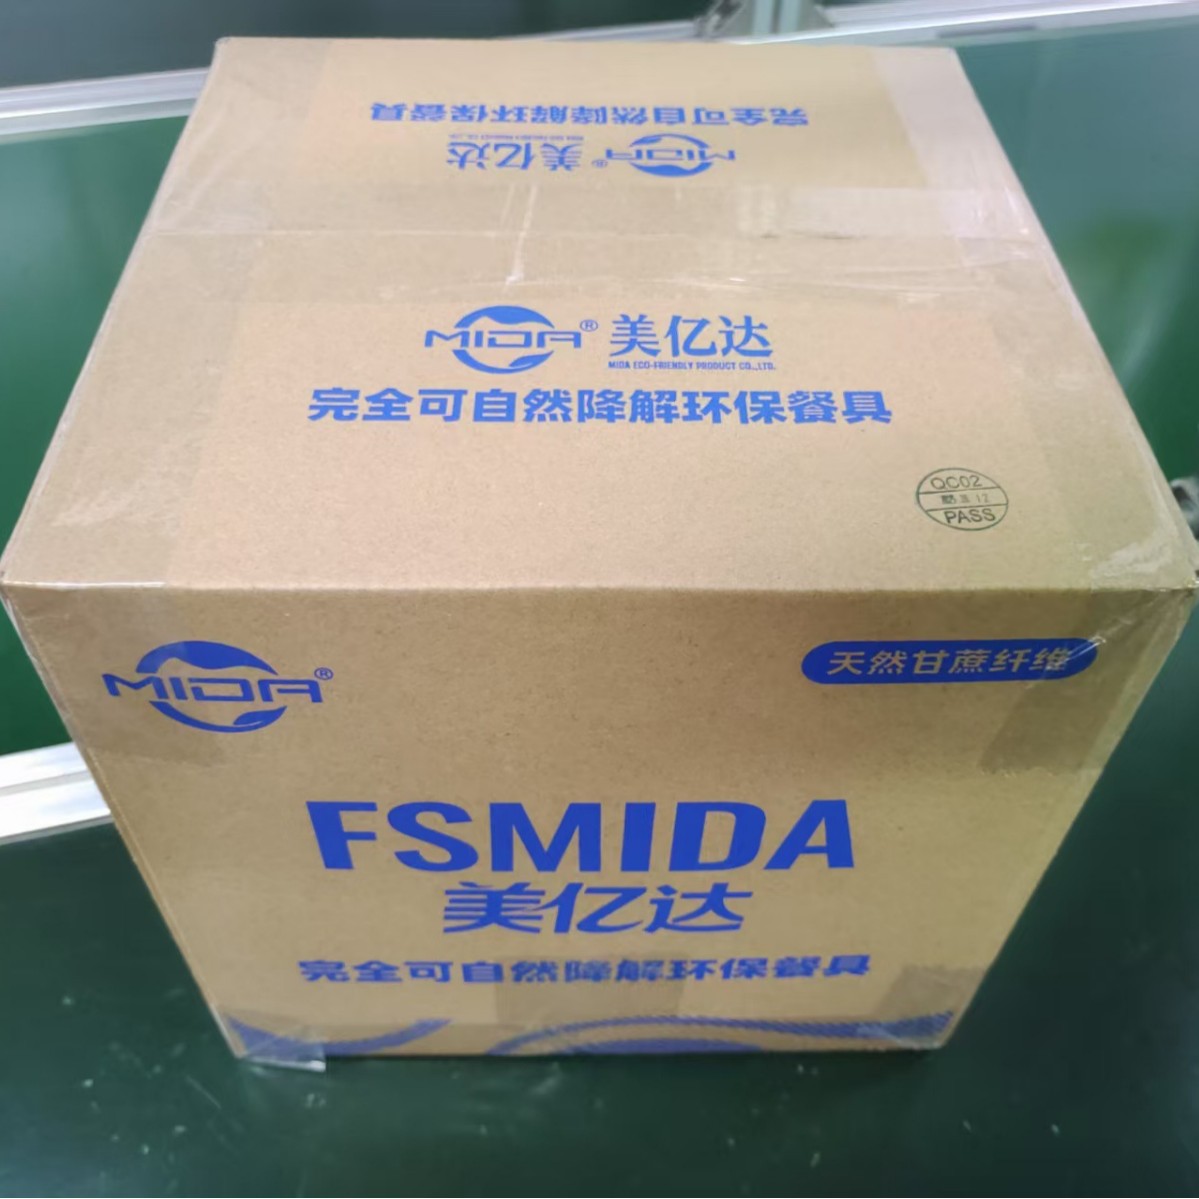 完全可自然降解环保餐具
MIDA® 美亿达
MIDA® 美亿达
MIDA ECO-FRIENDLY PRODUCT CO.,LTD.
完全可自然降解环保餐具
QC02
PASS
MIDA®
天然甘蔗纤维
FSMIDA
美亿达
完全可自然降解环保餐具